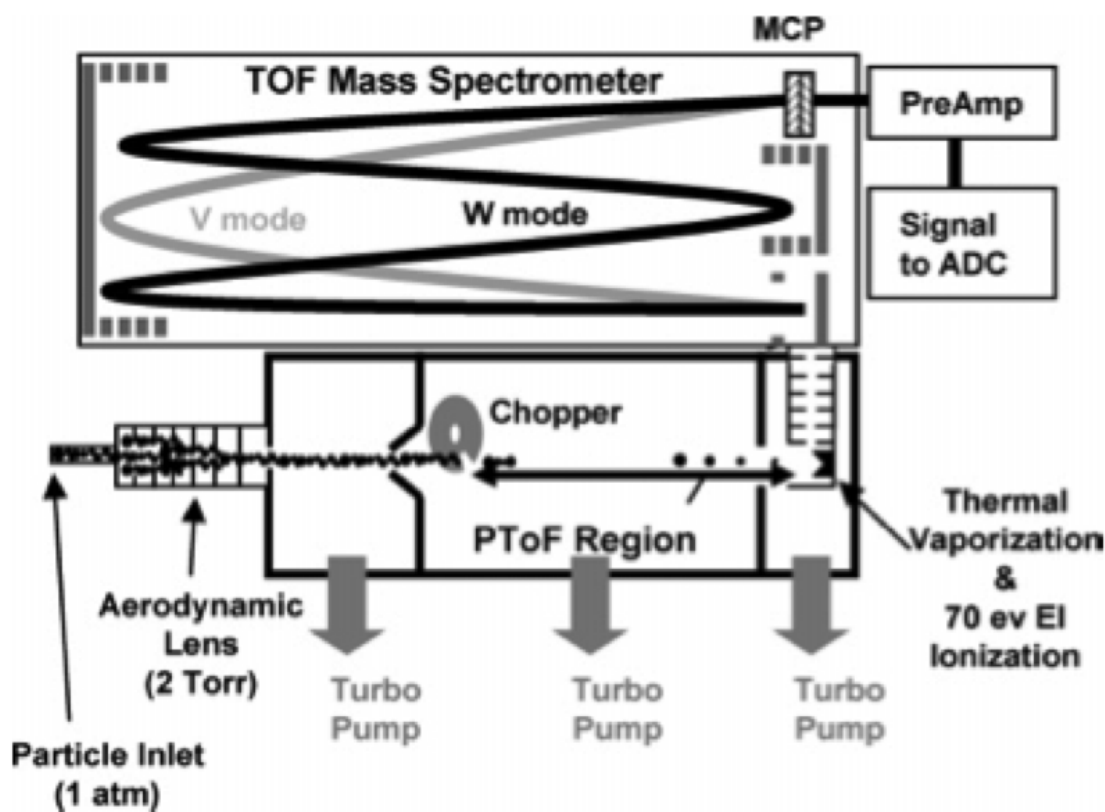 MCP
TOF Mass Spectrometer
PreAmp
V mode
W mode
Signal
to ADC
Chopper
PToF Region
Thermal
Vaporization
&
70 ev EI
Ionization
Aerodynamic
Lens
(2 Torr)
Turbo
Pump
Turbo
Pump
Turbo
Pump
Particle Inlet
(1 atm)